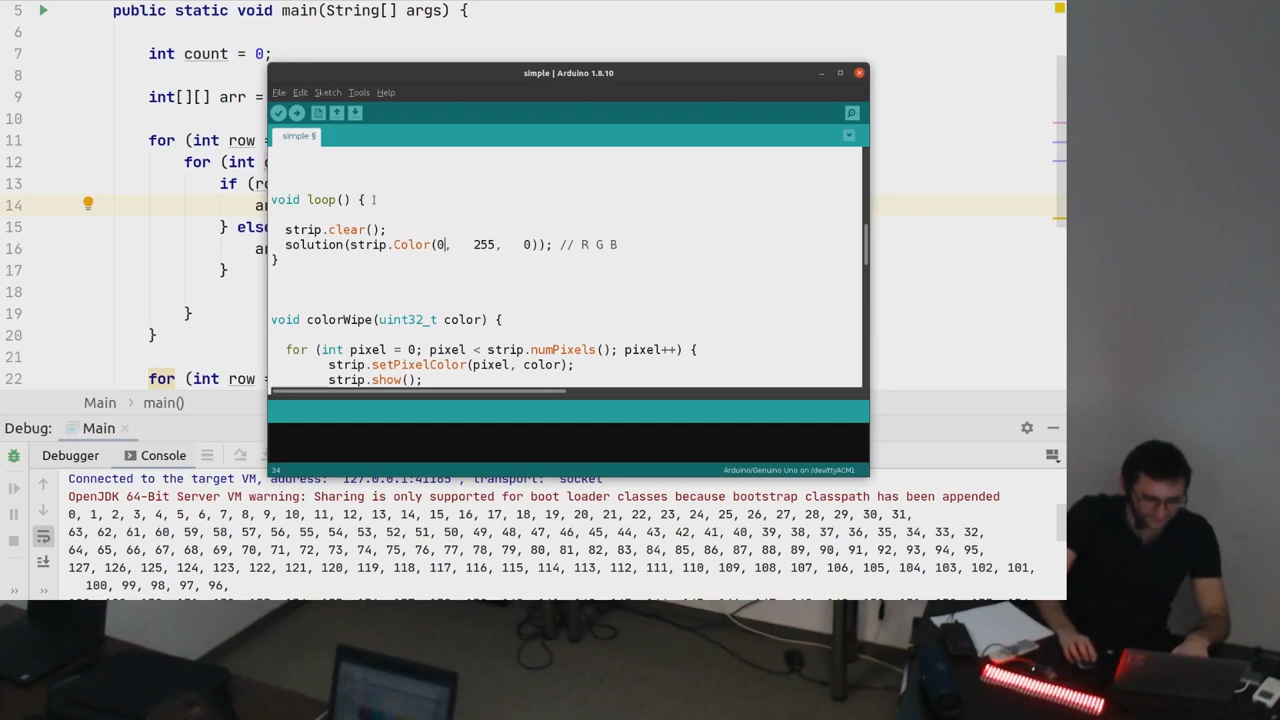 5 public static void main(String[] args) {
6
7 int count = 0;
8
9 int[][] arr =
10
11 for (int row =
12 for (int
13 if (ro
14 ar
15 } else
16 ar
17 }
18
19 }
20 }
21
22 for (int row =
simple | Arduino 1.8.10
File Edit Sketch Tools Help
simple §
void loop() {
strip.clear();
solution(strip.Color(0, 255, 0)); // R G B
}
void colorWipe(uint32_t color) {
for (int pixel = 0; pixel < strip.numPixels(); pixel++) {
strip.setPixelColor(pixel, color);
strip.show();
34 Arduino/Genuino Uno on /dev/ttyACM1
Main > main()
Debug: Main
Debugger Console
Connected to the target VM, address: '127.0.0.1:41165', transport: 'socket'
OpenJDK 64-Bit Server VM warning: Sharing is only supported for boot loader classes because bootstrap classpath has been appended
0, 1, 2, 3, 4, 5, 6, 7, 8, 9, 10, 11, 12, 13, 14, 15, 16, 17, 18, 19, 20, 21, 22, 23, 24, 25, 26, 27, 28, 29, 30, 31,
63, 62, 61, 60, 59, 58, 57, 56, 55, 54, 53, 52, 51, 50, 49, 48, 47, 46, 45, 44, 43, 42, 41, 40, 39, 38, 37, 36, 35, 34, 33, 32,
64, 65, 66, 67, 68, 69, 70, 71, 72, 73, 74, 75, 76, 77, 78, 79, 80, 81, 82, 83, 84, 85, 86, 87, 88, 89, 90, 91, 92, 93, 94, 95,
127, 126, 125, 124, 123, 122, 121, 120, 119, 118, 117, 116, 115, 114, 113, 112, 111, 110, 109, 108, 107, 106, 105, 104, 103, 102, 101,
100, 99, 98, 97, 96,